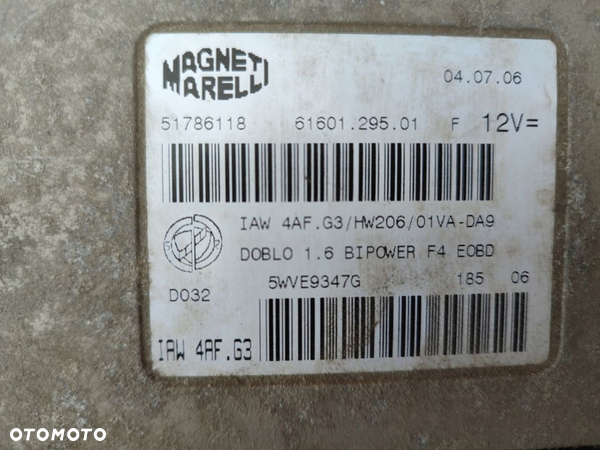 MAGNETI
MARELLI
04.07.06
51786118 61601.295.01 F 12V=
IAW 4AF.G3/HW206/01VA-DA9
DOBLO 1.6 BIPOWER F4 EOBD
5WVE9347G 185 06
D032
IAW 4AF.G3
OTOMOTO
OTOMOTO